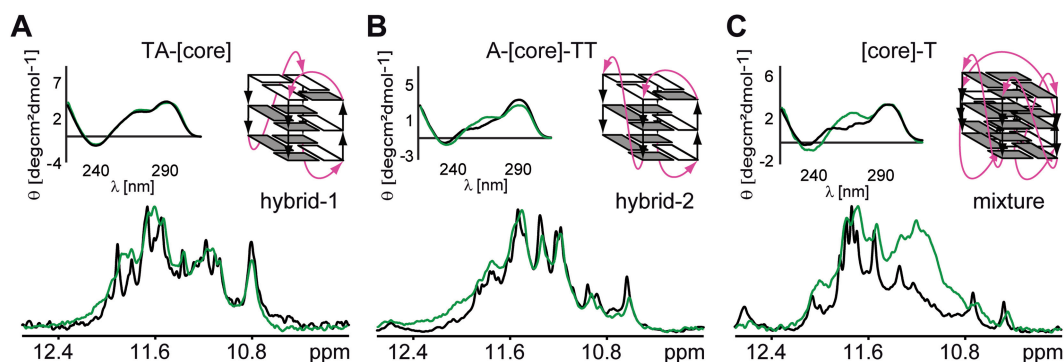 A
TA-[core]
θ [degcm²dmol-1]
7
3
-4
240
290
λ [nm]
hybrid-1
12.4
11.6
10.8
ppm
B
A-[core]-TT
θ [degcm²dmol-1]
5
1
-3
240
290
λ [nm]
hybrid-2
12.4
11.6
10.8
ppm
C
[core]-T
θ [degcm²dmol-1]
6
2
-2
240
290
λ [nm]
mixture
12.4
11.6
10.8
ppm